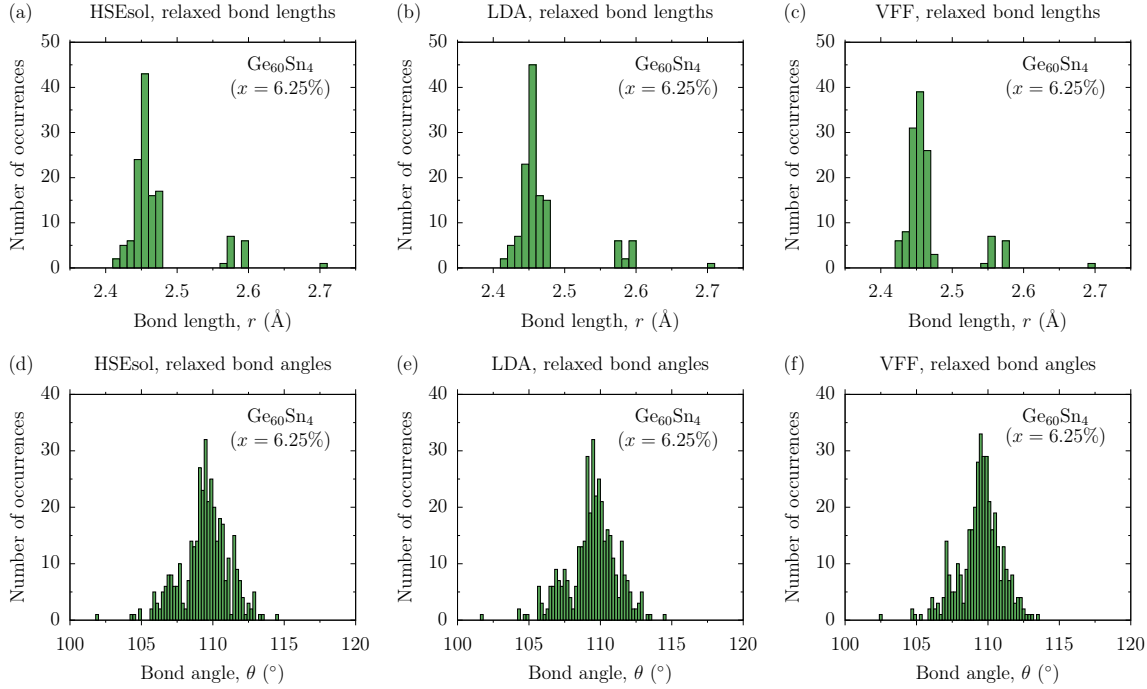 (a) HSEsol, relaxed bond lengths
Number of occurrences
50
40
30
20
10
0
Ge₆₀Sn₄
(x = 6.25%)
2.4 2.5 2.6 2.7
Bond length, r (Å)
(b) LDA, relaxed bond lengths
Number of occurrences
50
40
30
20
10
0
Ge₆₀Sn₄
(x = 6.25%)
2.4 2.5 2.6 2.7
Bond length, r (Å)
(c) VFF, relaxed bond lengths
Number of occurrences
50
40
30
20
10
0
Ge₆₀Sn₄
(x = 6.25%)
2.4 2.5 2.6 2.7
Bond length, r (Å)
(d) HSEsol, relaxed bond angles
Number of occurrences
40
30
20
10
0
Ge₆₀Sn₄
(x = 6.25%)
100 105 110 115 120
Bond angle, θ (°)
(e) LDA, relaxed bond angles
Number of occurrences
40
30
20
10
0
Ge₆₀Sn₄
(x = 6.25%)
100 105 110 115 120
Bond angle, θ (°)
(f) VFF, relaxed bond angles
Number of occurrences
40
30
20
10
0
Ge₆₀Sn₄
(x = 6.25%)
100 105 110 115 120
Bond angle, θ (°)